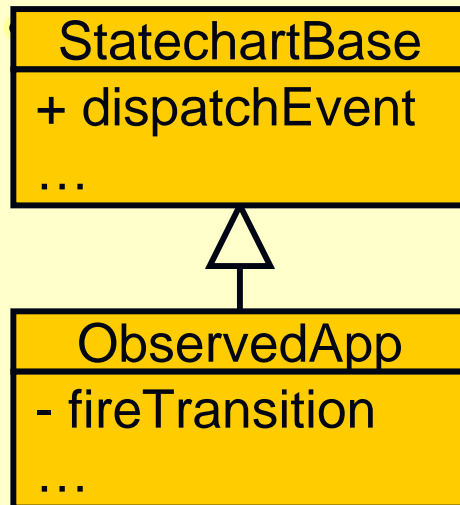 StatechartBase
+ dispatchEvent
…
ObservedApp
- fireTransition
…